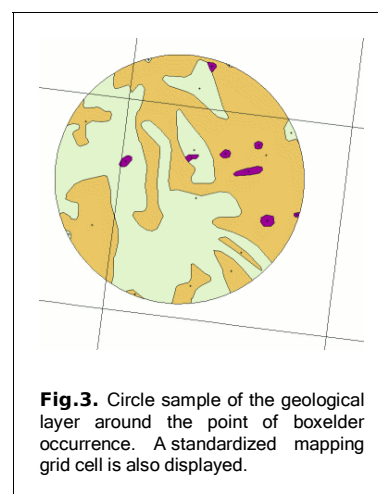 Fig.3. Circle sample of the geological
layer around the point of boxelder
occurrence. A standardized mapping
grid cell is also displayed.